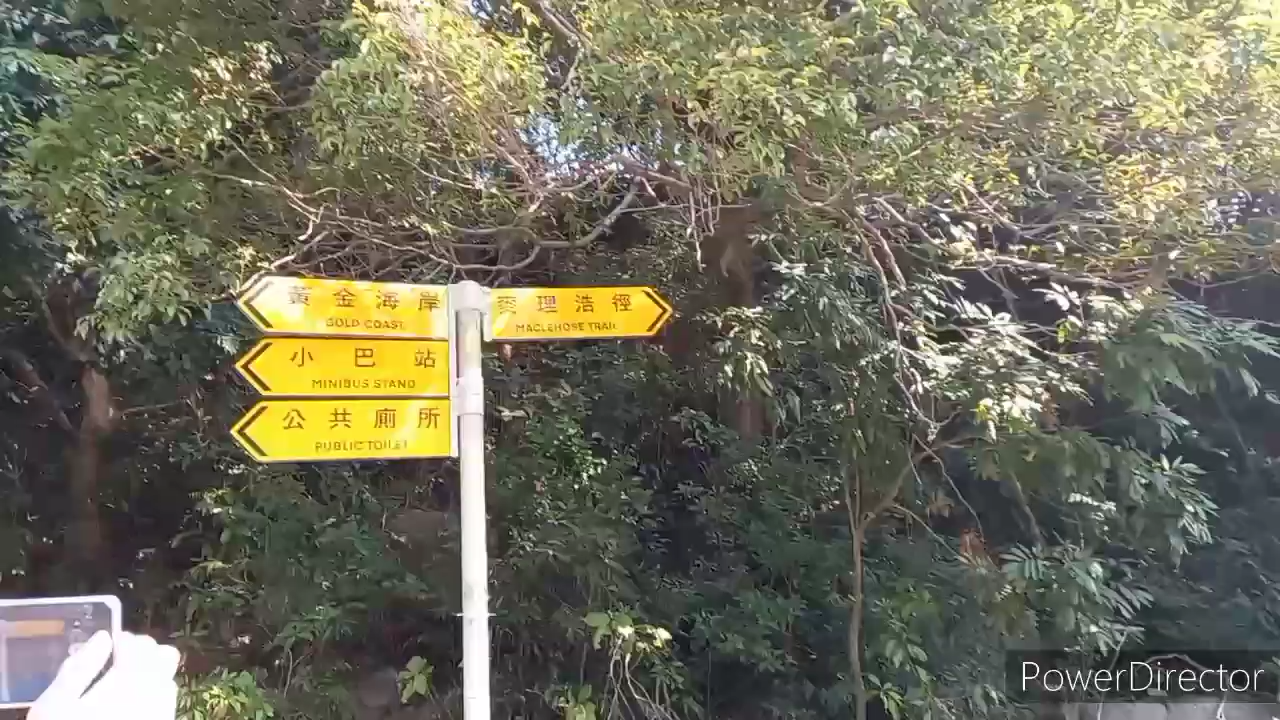 黃金海岸
GOLD COAST
麥理浩徑
MACLEHOSE TRAIL
小巴站
MINIBUS STAND
公共廁所
PUBLIC TOILET
PowerDirector